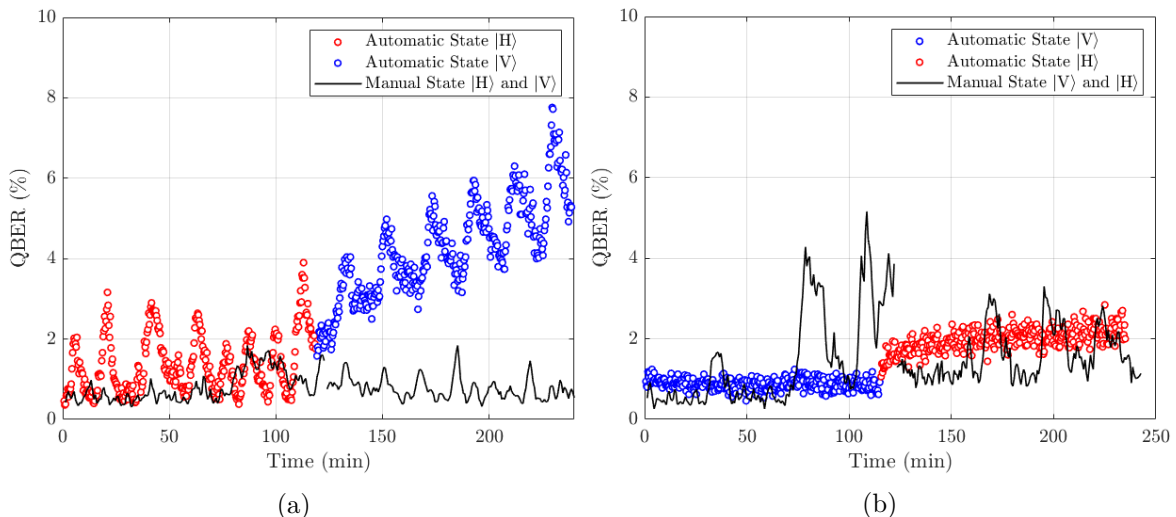 10
8
6
4
2
0
QBER (%)
Automatic State |H⟩
Automatic State |V⟩
Manual State |H⟩ and |V⟩
0 50 100 150 200
Time (min)
(a)
10
8
6
4
2
0
QBER (%)
Automatic State |V⟩
Automatic State |H⟩
Manual State |V⟩ and |H⟩
0 50 100 150 200 250
Time (min)
(b)